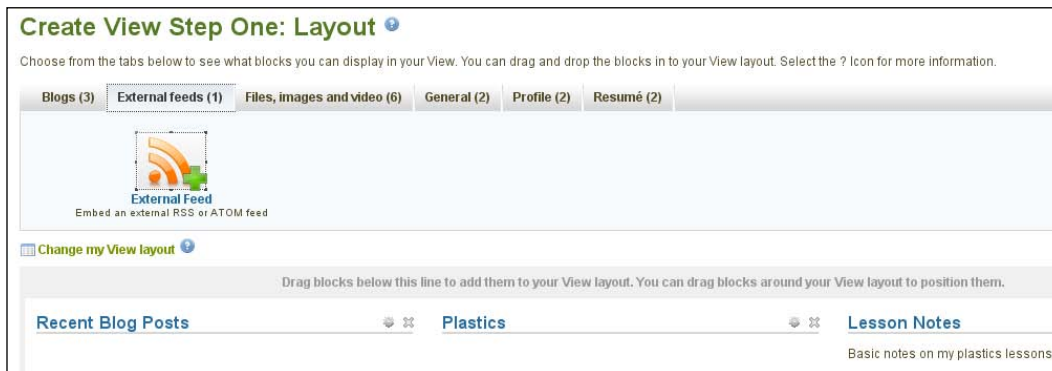 Create View Step One: Layout
Choose from the tabs below to see what blocks you can display in your View. You can drag and drop the blocks in to your View layout. Select the ? Icon for more information.
Blogs (3) External feeds (1) Files, images and video (6) General (2) Profile (2) Resumé (2)
External Feed
Embed an external RSS or ATOM feed
Change my View layout
Drag blocks below this line to add them to your View layout. You can drag blocks around your View layout to position them.
Recent Blog Posts Plastics Lesson Notes
Basic notes on my plastics lessons